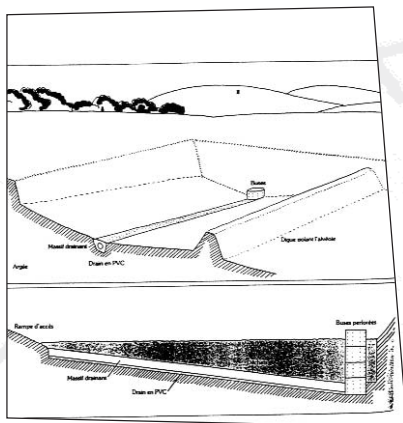 Buses
Massif drainant
Digue isolant l'alvéole
Drain en PVC
Argile
Rampe d'accès
Buses perforées
Massif drainant
Drain en PVC